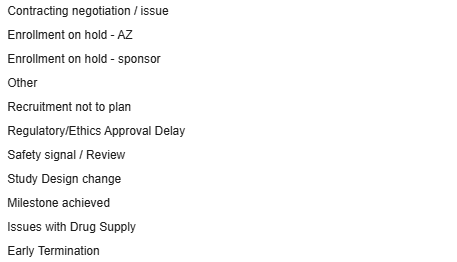 Contracting negotiation / issue
Enrollment on hold - AZ
Enrollment on hold - sponsor
Other
Recruitment not to plan
Regulatory/Ethics Approval Delay
Safety signal / Review
Study Design change
Milestone achieved
Issues with Drug Supply
Early Termination